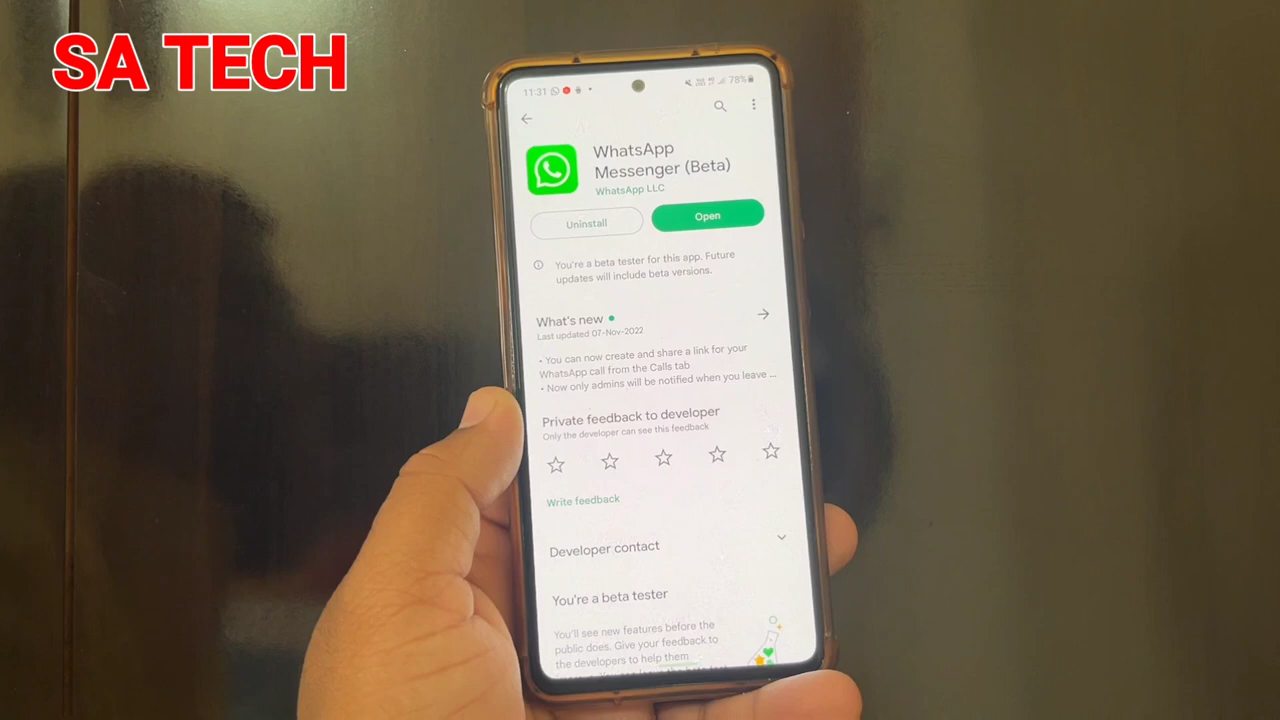 SA TECH
11:31
78%
WhatsApp
Messenger (Beta)
WhatsApp LLC
Uninstall
Open
You're a beta tester for this app. Future
updates will include beta versions.
What's new
Last updated 07-Nov-2022
• You can now create and share a link for your
WhatsApp call from the Calls tab
• Now only admins will be notified when you leave ...
Private feedback to developer
Only the developer can see this feedback
Write feedback
Developer contact
You're a beta tester
You'll see new features before the
public does. Give your feedback to
the developers to help them